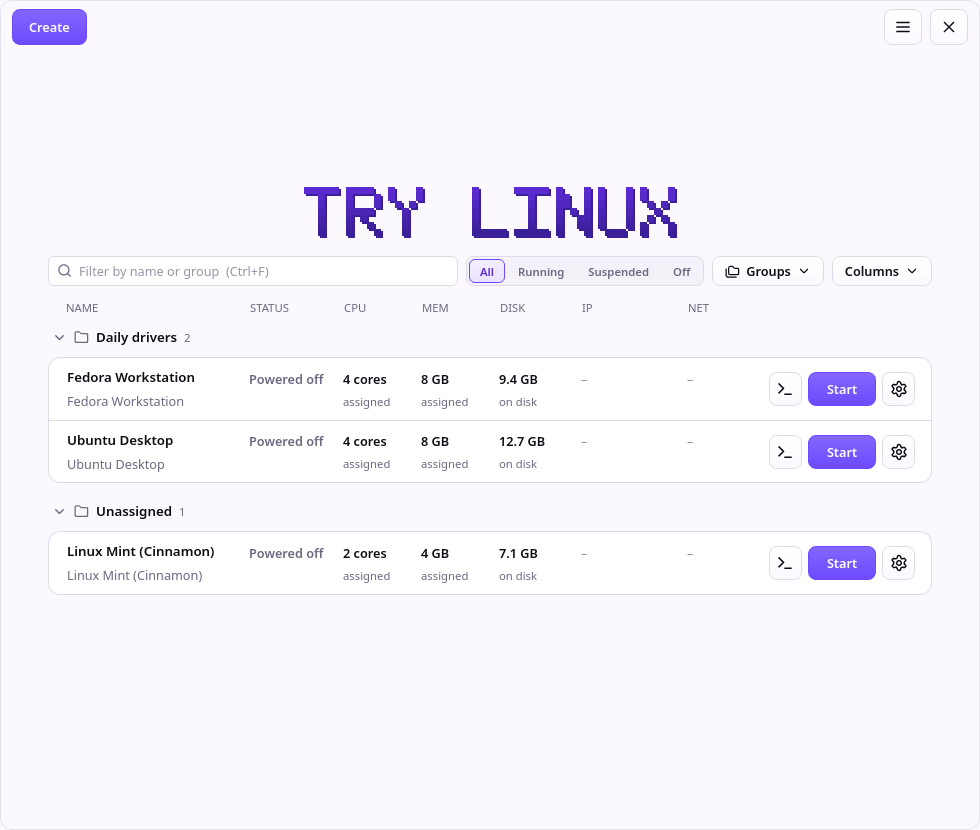 Create
TRY LINUX
Filter by name or group (Ctrl+F)
All Running Suspended Off
Groups
Columns
NAME STATUS CPU MEM DISK IP NET
Daily drivers 2
Fedora Workstation Powered off 4 cores 8 GB 9.4 GB – – Start
Fedora Workstation assigned assigned on disk
Ubuntu Desktop Powered off 4 cores 8 GB 12.7 GB – – Start
Ubuntu Desktop assigned assigned on disk
Unassigned 1
Linux Mint (Cinnamon) Powered off 2 cores 4 GB 7.1 GB – – Start
Linux Mint (Cinnamon) assigned assigned on disk